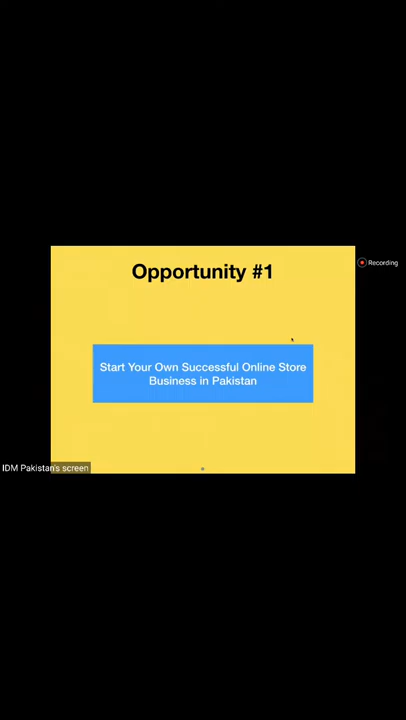 Opportunity #1
Recording
Start Your Own Successful Online Store
Business in Pakistan
IDM Pakistan's screen